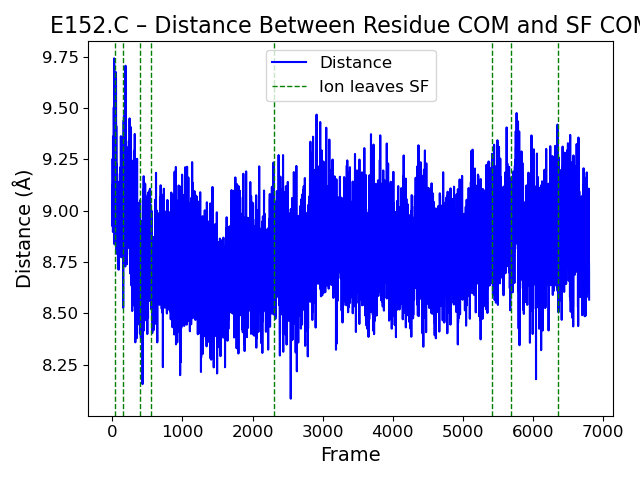 E152.C – Distance Between Residue COM and SF COM
Distance
Ion leaves SF
Distance (Å)
9.75
9.50
9.25
9.00
8.75
8.50
8.25
0 1000 2000 3000 4000 5000 6000 7000
Frame